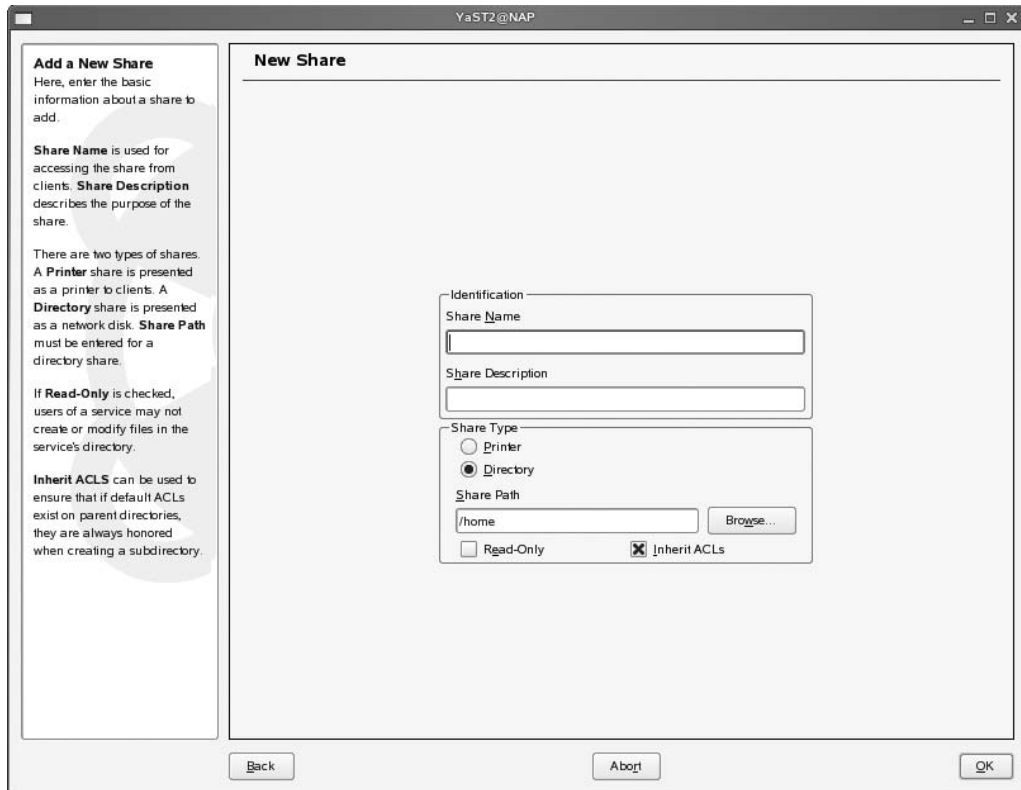 YaST2@NAP
Add a New Share
Here, enter the basic
information about a share to
add.
Share Name is used for
accessing the share from
clients. Share Description
describes the purpose of the
share.
There are two types of shares.
A Printer share is presented
as a printer to clients. A
Directory share is presented
as a network disk. Share Path
must be entered for a
directory share.
If Read-Only is checked,
users of a service may not
create or modify files in the
service's directory.
Inherit ACLS can be used to
ensure that if default ACLs
exist on parent directories,
they are always honored
when creating a subdirectory.
New Share
Identification
Share Name
Share Description
Share Type
Printer
Directory
Share Path
/home
Browse...
Read-Only
Inherit ACLs
Back
Abort
OK